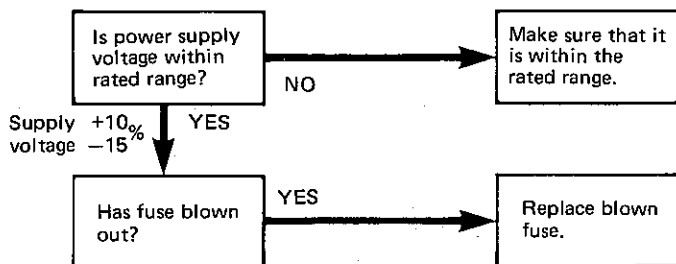 Is power supply
voltage within
rated range?
NO
Make sure that it
is within the
rated range.
Supply +10%
voltage −15
YES
Has fuse blown
out?
YES
Replace blown
fuse.